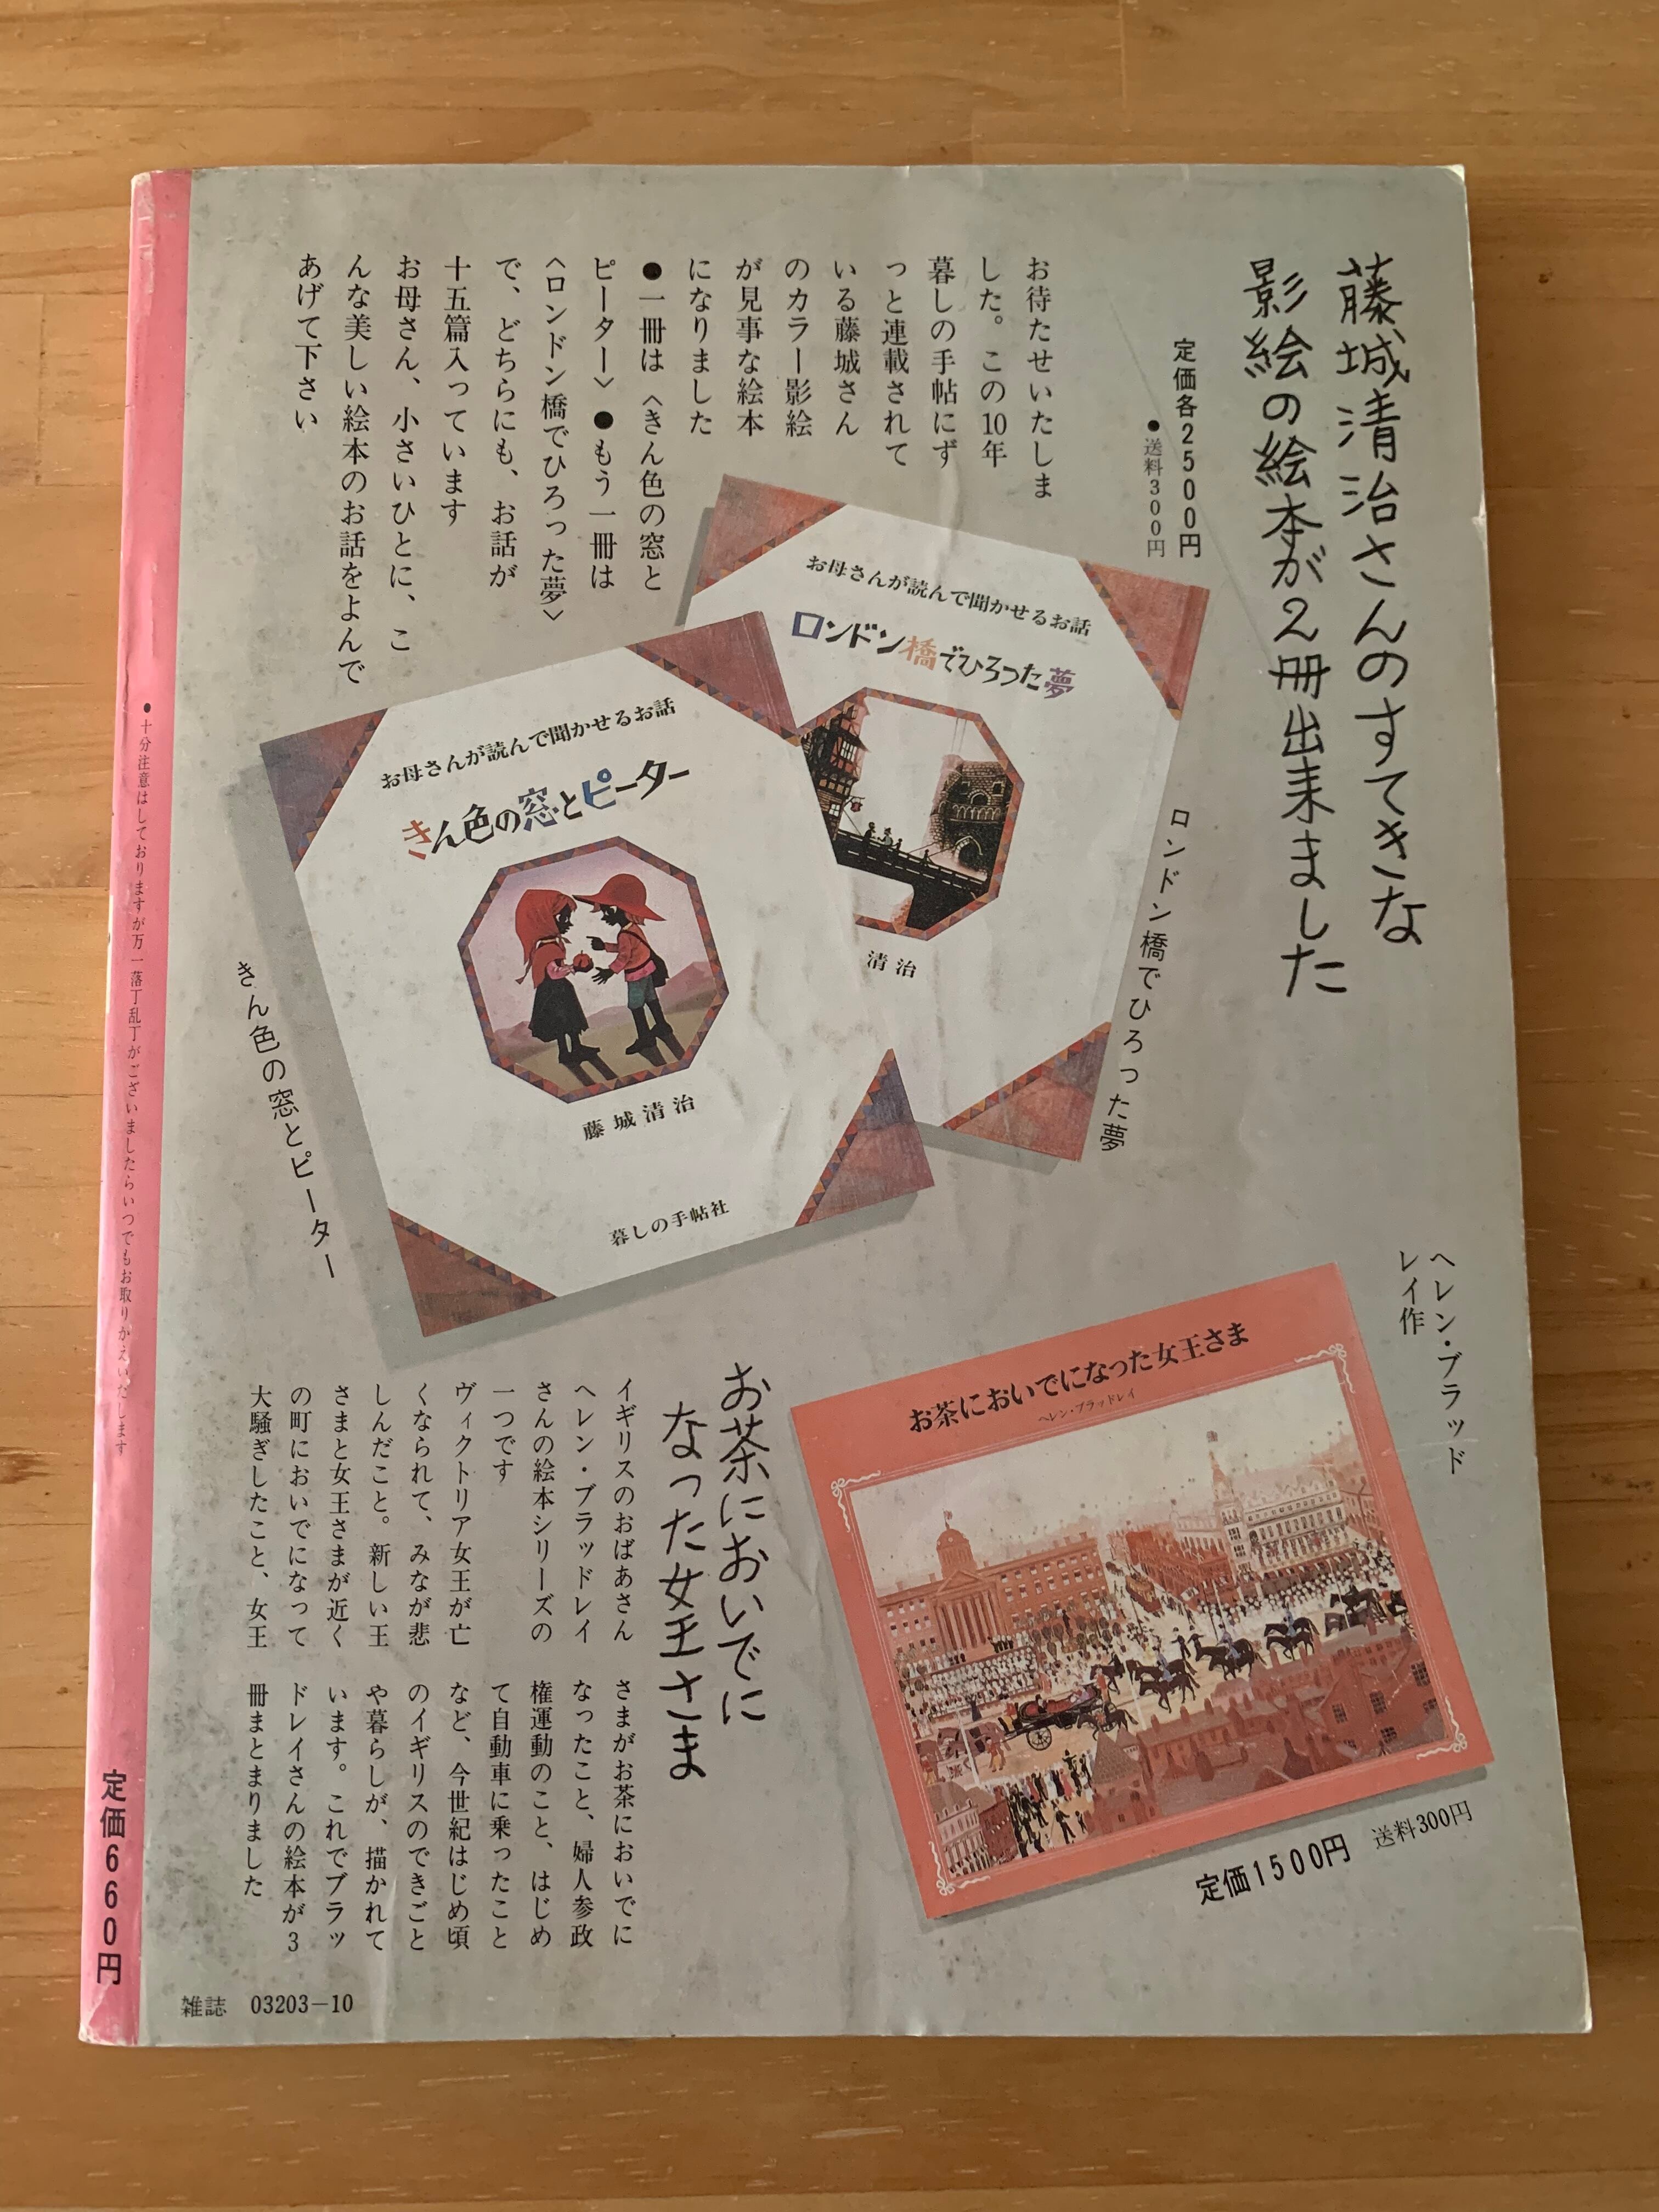 藤城清治さんのすてきな
影絵の絵本が2冊出来ました
定価各2500円
●送料300円
お待たせいたしま
した。この10年
暮しの手帖にず
っと連載されて
いる藤城さん
のカラー影絵
が見事な絵本
になりました
●一冊は〈きん色の窓と
ピーター〉●もう一冊は
〈ロンドン橋でひろった夢〉
で、どちらにも、お話が
十五篇入っています
お母さん、小さいひとに、こ
んな美しい絵本のお話をよんで
あげて下さい
お母さんが読んで聞かせるお話
ロンドン橋でひろった夢
清治
ロンドン橋でひろった夢
お母さんが読んで聞かせるお話
きん色の窓とピーター
藤城清治
暮しの手帖社
きん色の窓とピーター
ヘレン・ブラッド
レイ作
お茶においでになった女王さま
ヘレン・ブラッドレイ
定価1500円 送料300円
お茶においでに
なった女王さま
イギリスのおばあさん
ヘレン・ブラッドレイ
さんの絵本シリーズの
一つです
ヴィクトリア女王が亡
くなられて、みなが悲
しんだこと。新しい王
さまと女王さまが近く
の町においでになって
大騒ぎしたこと、女王
さまがお茶においでに
なったこと、婦人参政
権運動のこと、はじめ
て自動車に乗ったこと
など、今世紀はじめ頃
のイギリスのできごと
や暮らしが、描かれて
います。これでブラッ
ドレイさんの絵本が3
冊まとまりました
●十分注意はしておりますが万一落丁乱丁がございましたらいつでもお取りかえいたします
定価660円
雑誌 03203−10